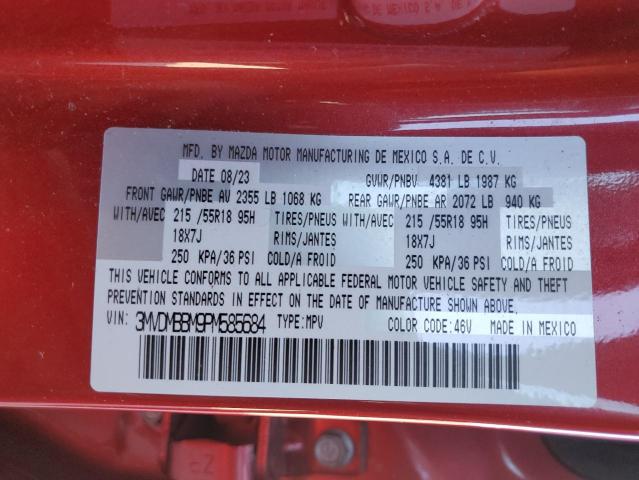 MFD. BY MAZDA MOTOR MANUFACTURING DE MEXICO S.A. DE C.V.
DATE 08/23 GVWR/PNBV 4381 LB 1987 KG
FRONT GAWR/PNBE AV 2355 LB 1068 KG REAR GAWR/PNBE AR 2072 LB 940 KG
WITH/AVEC 215 /55R18 95H TIRES/PNEUS WITH/AVEC 215 /55R18 95H TIRES/PNEUS
18X7J RIMS/JANTES 18X7J RIMS/JANTES
250 KPA/36 PSI COLD/A FROID 250 KPA/36 PSI COLD/A FROID
THIS VEHICLE CONFORMS TO ALL APPLICABLE FEDERAL MOTOR VEHICLE SAFETY AND THEFT
PREVENTION STANDARDS IN EFFECT ON THE DATE OF MANUFACTURE SHOWN ABOVE.
VIN: 3MVDMBBM9PM585684 TYPE:MPV COLOR CODE:46V MADE IN MEXICO